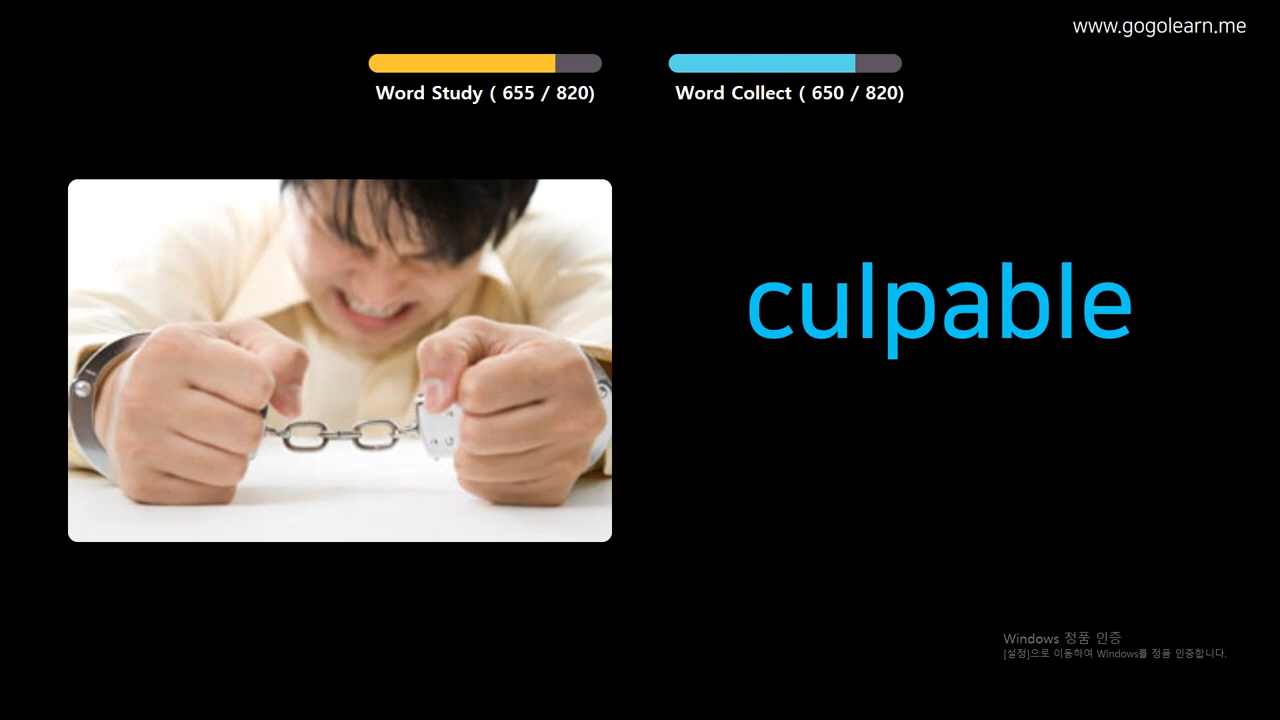 www.gogolearn.me
Word Study ( 655 / 820)
Word Collect ( 650 / 820)
culpable
Windows 정품 인증
[설정]으로 이동하여 Windows를 정품 인증합니다.